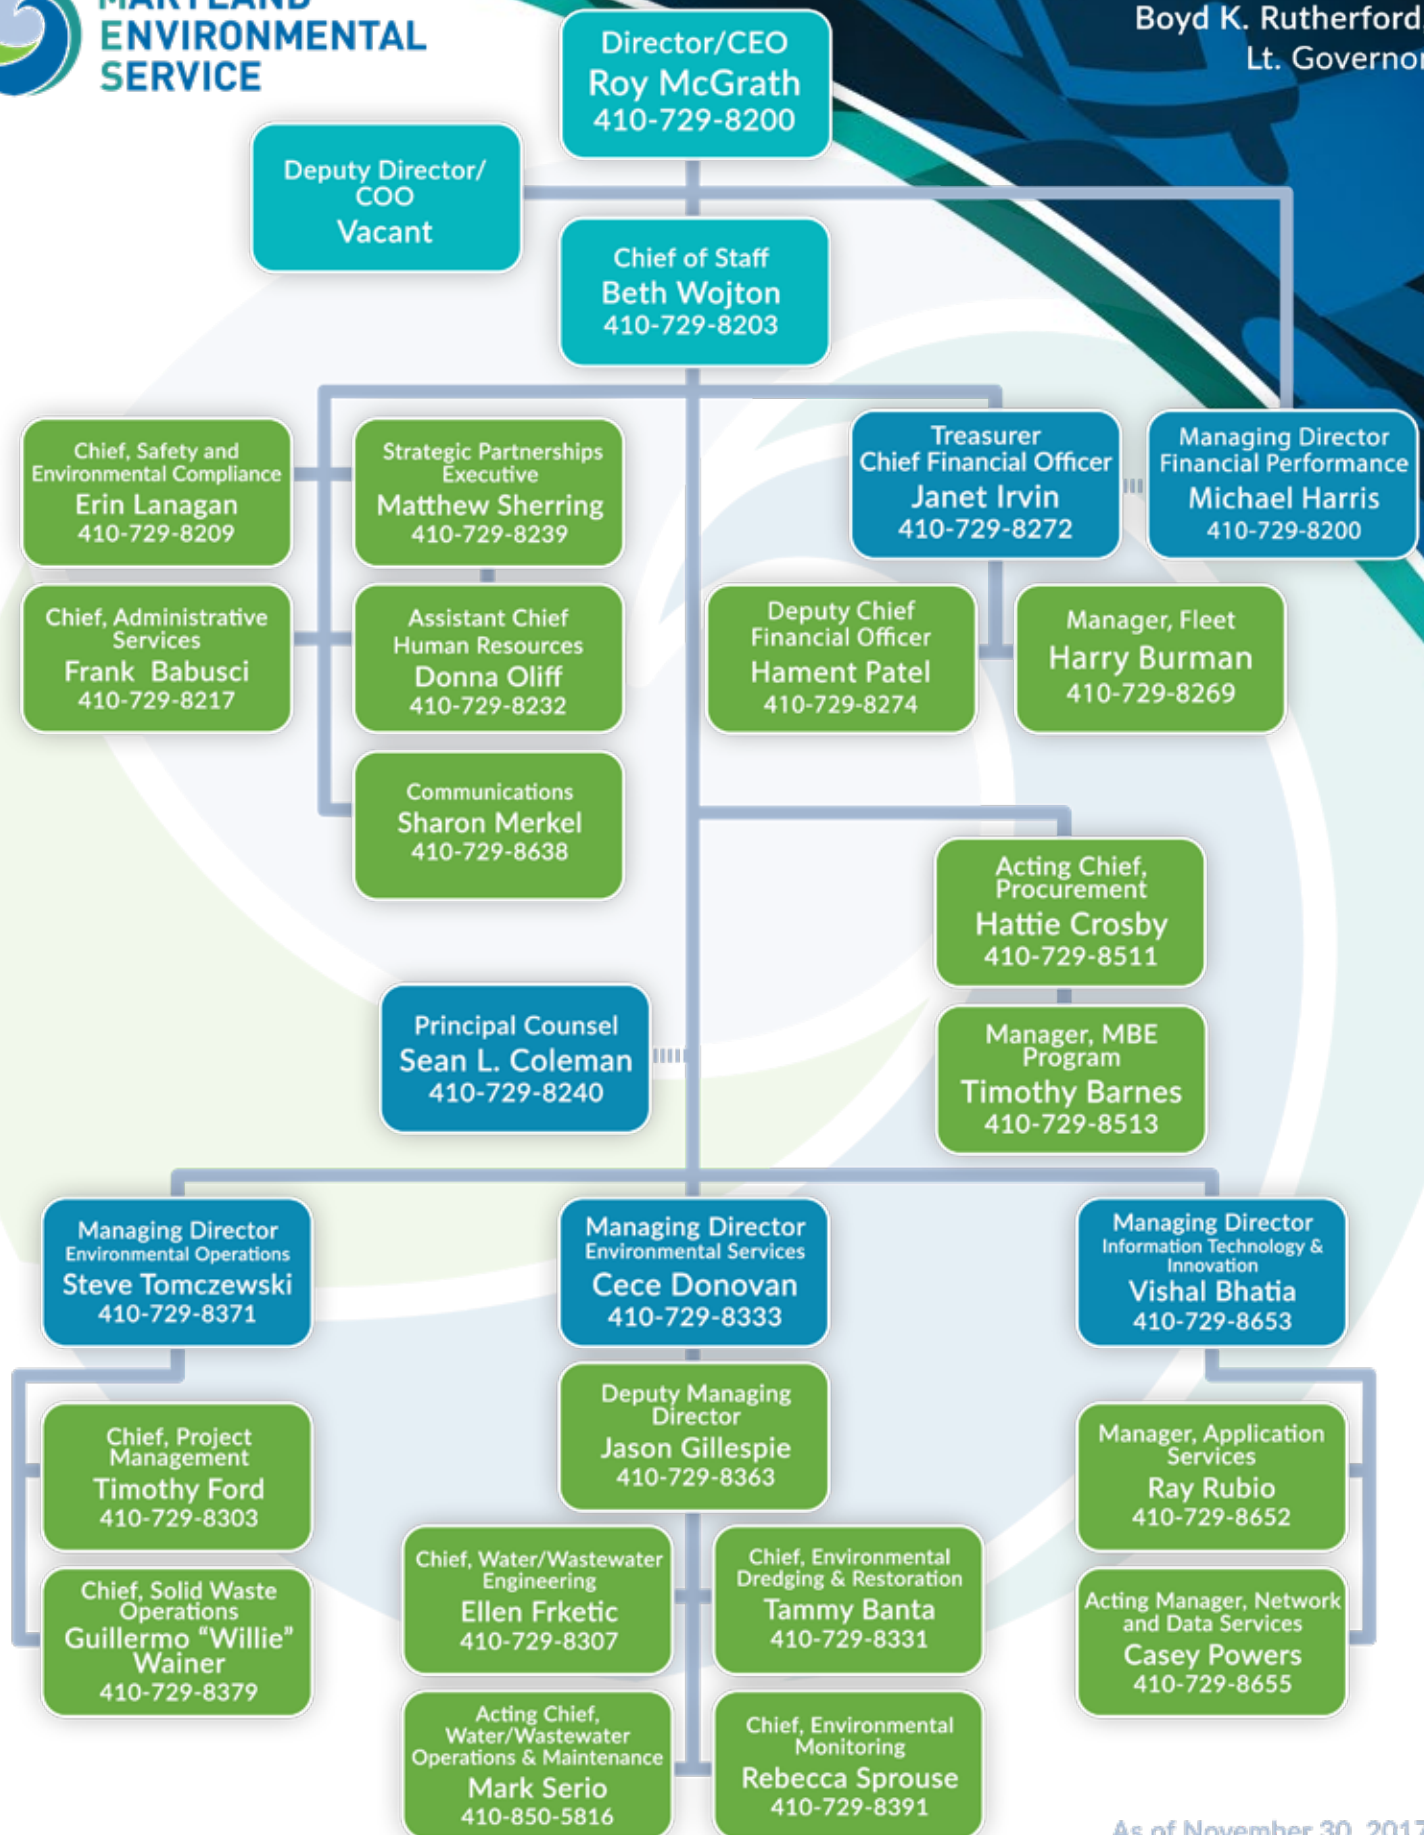 MARYLAND
ENVIRONMENTAL
SERVICE
Boyd K. Rutherford
Lt. Governor
Director/CEO
Roy McGrath
410-729-8200
Deputy Director/
COO
Vacant
Chief of Staff
Beth Wojton
410-729-8203
Chief, Safety and
Environmental Compliance
Erin Lanagan
410-729-8209
Strategic Partnerships
Executive
Matthew Sherring
410-729-8239
Treasurer
Chief Financial Officer
Janet Irvin
410-729-8272
Managing Director
Financial Performance
Michael Harris
410-729-8200
Chief, Administrative
Services
Frank Babusci
410-729-8217
Assistant Chief
Human Resources
Donna Oliff
410-729-8232
Deputy Chief
Financial Officer
Hament Patel
410-729-8274
Manager, Fleet
Harry Burman
410-729-8269
Communications
Sharon Merkel
410-729-8638
Acting Chief,
Procurement
Hattie Crosby
410-729-8511
Principal Counsel
Sean L. Coleman
410-729-8240
Manager, MBE
Program
Timothy Barnes
410-729-8513
Managing Director
Environmental Operations
Steve Tomczewski
410-729-8371
Managing Director
Environmental Services
Cece Donovan
410-729-8333
Managing Director
Information Technology &
Innovation
Vishal Bhatia
410-729-8653
Chief, Project
Management
Timothy Ford
410-729-8303
Deputy Managing
Director
Jason Gillespie
410-729-8363
Manager, Application
Services
Ray Rubio
410-729-8652
Chief, Solid Waste
Operations
Guillermo “Willie”
Wainer
410-729-8379
Chief, Water/Wastewater
Engineering
Ellen Frketic
410-729-8307
Chief, Environmental
Dredging & Restoration
Tammy Banta
410-729-8331
Acting Manager, Network
and Data Services
Casey Powers
410-729-8655
Acting Chief,
Water/Wastewater
Operations & Maintenance
Mark Serio
410-850-5816
Chief, Environmental
Monitoring
Rebecca Sprouse
410-729-8391
As of November 30, 2017